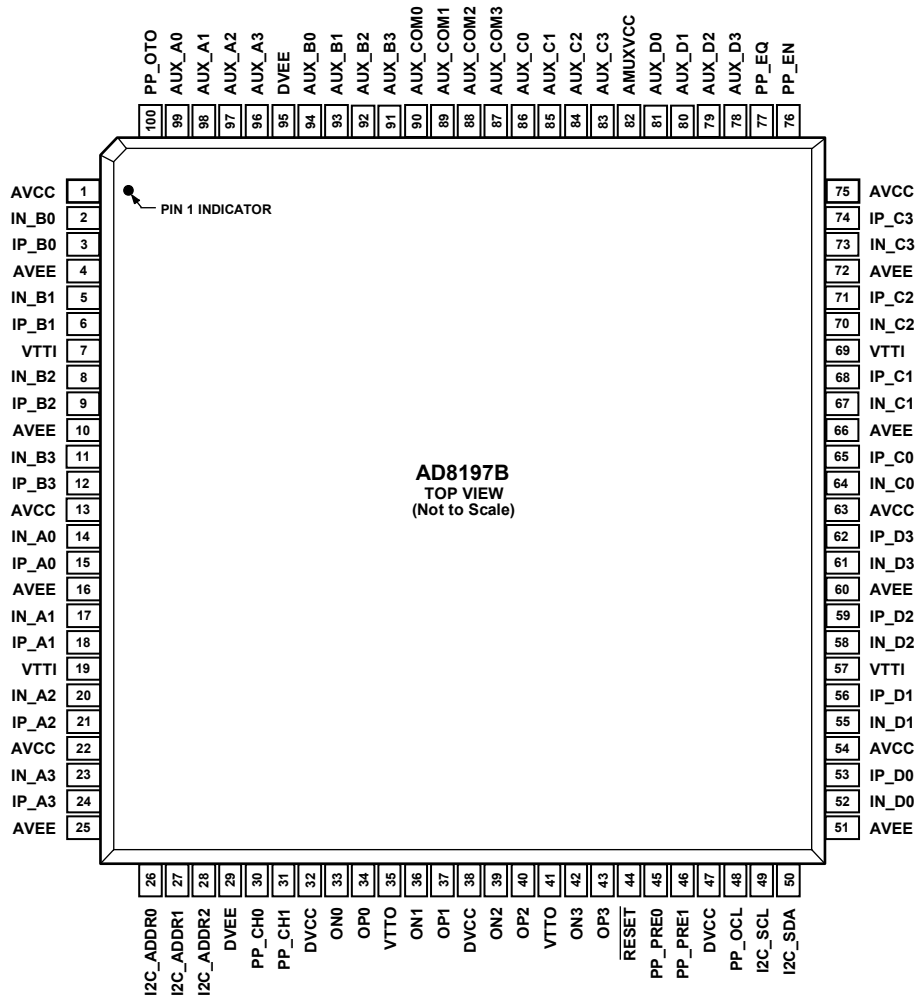 PP_OTO
AUX_A0
AUX_A1
AUX_A2
AUX_A3
DVEE
AUX_B0
AUX_B1
AUX_B2
AUX_B3
AUX_COM0
AUX_COM1
AUX_COM2
AUX_COM3
AUX_C0
AUX_C1
AUX_C2
AUX_C3
AMUXVCC
AUX_D0
AUX_D1
AUX_D2
AUX_D3
PP_EQ
PP_EN
100
99
98
97
96
95
94
93
92
91
90
89
88
87
86
85
84
83
82
81
80
79
78
77
76
AVCC 1
IN_B0 2
IP_B0 3
AVEE 4
IN_B1 5
IP_B1 6
VTTI 7
IN_B2 8
IP_B2 9
AVEE 10
IN_B3 11
IP_B3 12
AVCC 13
IN_A0 14
IP_A0 15
AVEE 16
IN_A1 17
IP_A1 18
VTTI 19
IN_A2 20
IP_A2 21
AVCC 22
IN_A3 23
IP_A3 24
AVEE 25
PIN 1 INDICATOR
AD8197B
TOP VIEW
(Not to Scale)
75 AVCC
74 IP_C3
73 IN_C3
72 AVEE
71 IP_C2
70 IN_C2
69 VTTI
68 IP_C1
67 IN_C1
66 AVEE
65 IP_C0
64 IN_C0
63 AVCC
62 IP_D3
61 IN_D3
60 AVEE
59 IP_D2
58 IN_D2
57 VTTI
56 IP_D1
55 IN_D1
54 AVCC
53 IP_D0
52 IN_D0
51 AVEE
26
27
28
29
30
31
32
33
34
35
36
37
38
39
40
41
42
43
44
45
46
47
48
49
50
I2C_ADDR0
I2C_ADDR1
I2C_ADDR2
DVEE
PP_CH0
PP_CH1
DVCC
ON0
OP0
VTTO
ON1
OP1
DVCC
ON2
OP2
VTTO
ON3
OP3
RESET
PP_PRE0
PP_PRE1
DVCC
PP_OCL
I2C_SCL
I2C_SDA